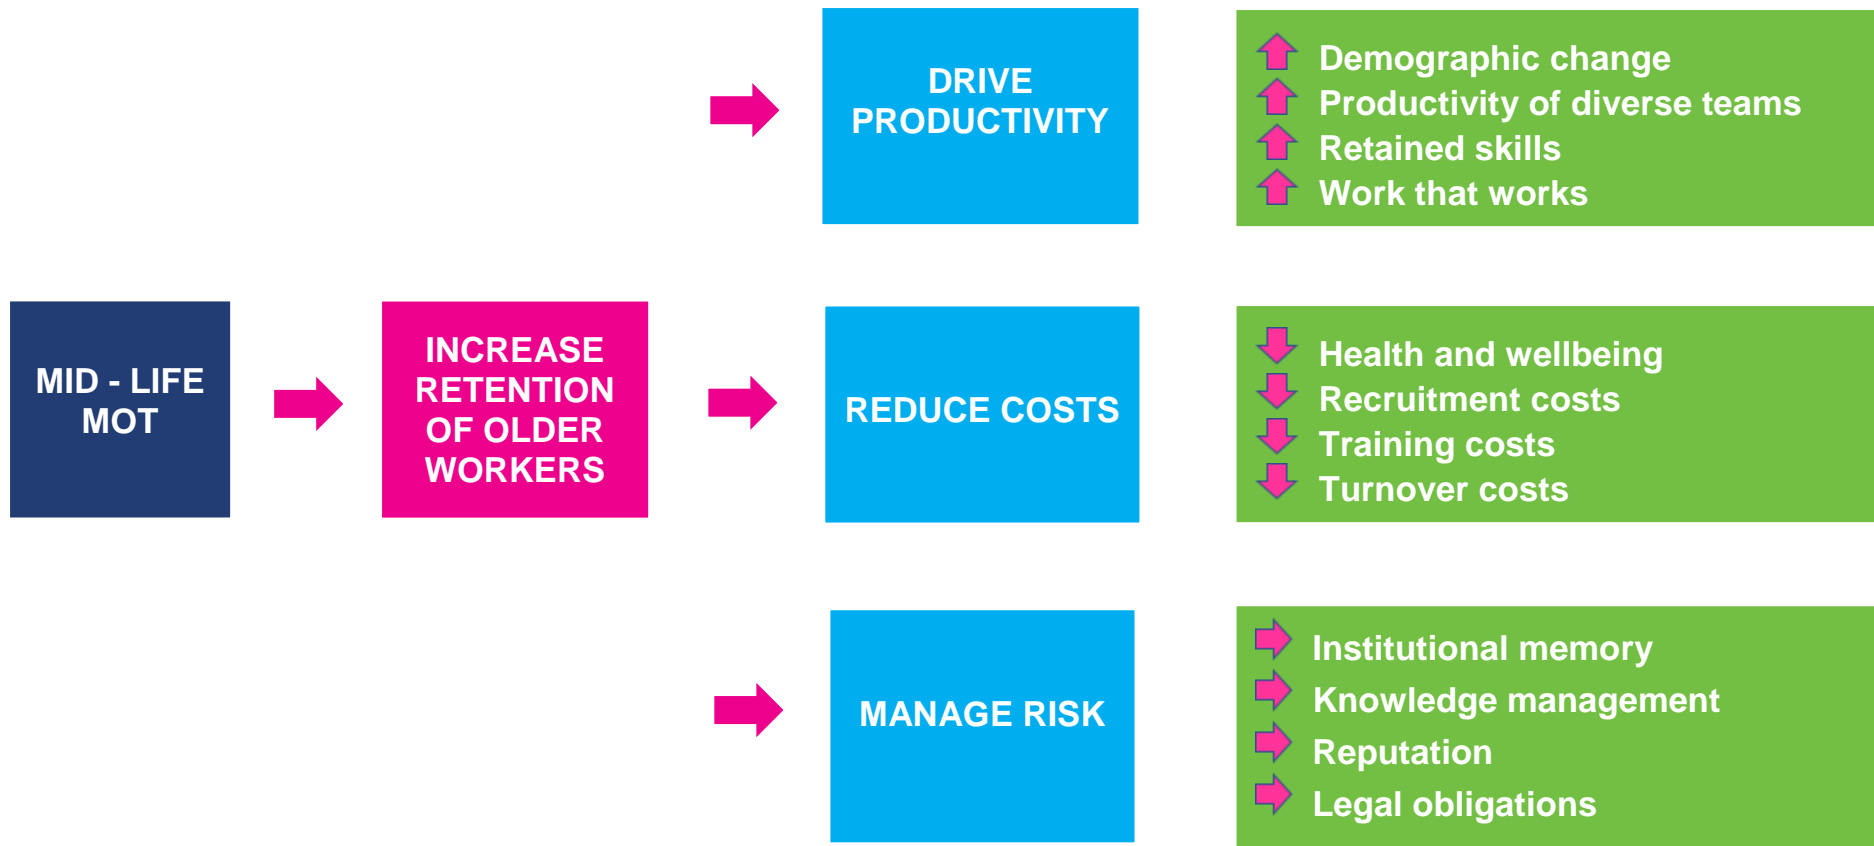 MID - LIFE
MOT
INCREASE
RETENTION
OF OLDER
WORKERS
DRIVE
PRODUCTIVITY
Demographic change
Productivity of diverse teams
Retained skills
Work that works
REDUCE COSTS
Health and wellbeing
Recruitment costs
Training costs
Turnover costs
MANAGE RISK
Institutional memory
Knowledge management
Reputation
Legal obligations